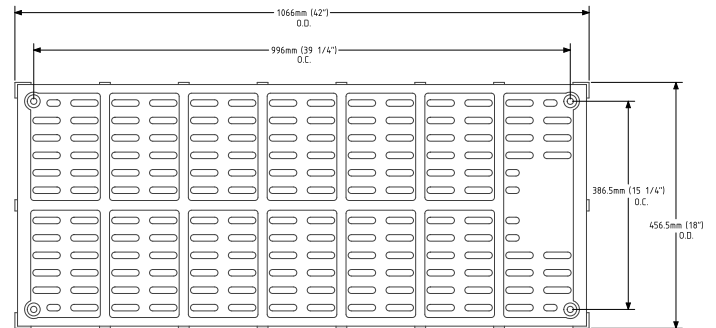 1066mm (42")
O.D.
996mm (39 1/4")
O.C.
386.5mm (15 1/4")
O.C.
456.5mm (18")
O.D.